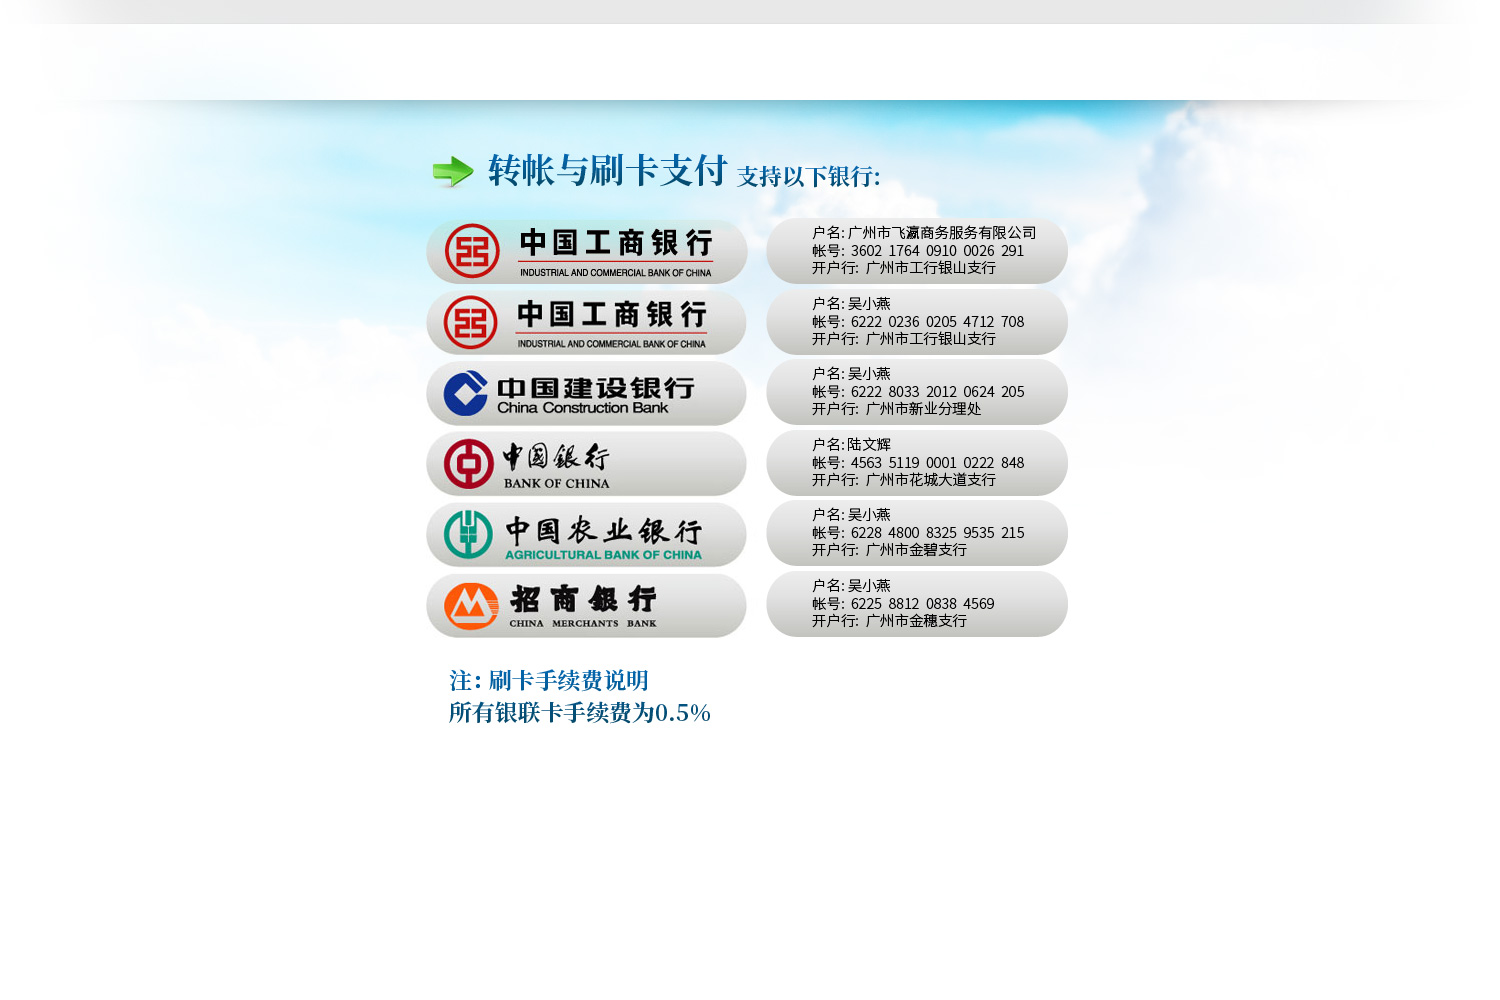 转帐与刷卡支付 支持以下银行:
中国工商银行
INDUSTRIAL AND COMMERCIAL BANK OF CHINA
户名: 广州市飞瀛商务服务有限公司
帐号: 3602 1764 0910 0026 291
开户行: 广州市工行银山支行
中国工商银行
INDUSTRIAL AND COMMERCIAL BANK OF CHINA
户名: 吴小燕
帐号: 6222 0236 0205 4712 708
开户行: 广州市工行银山支行
中国建设银行
China Construction Bank
户名: 吴小燕
帐号: 6222 8033 2012 0624 205
开户行: 广州市新业分理处
中国銀行
BANK OF CHINA
户名: 陆文辉
帐号: 4563 5119 0001 0222 848
开户行: 广州市花城大道支行
中国农业银行
AGRICULTURAL BANK OF CHINA
户名: 吴小燕
帐号: 6228 4800 8325 9535 215
开户行: 广州市金碧支行
招商銀行
CHINA MERCHANTS BANK
户名: 吴小燕
帐号: 6225 8812 0838 4569
开户行: 广州市金穗支行
注: 刷卡手续费说明
所有银联卡手续费为0.5%